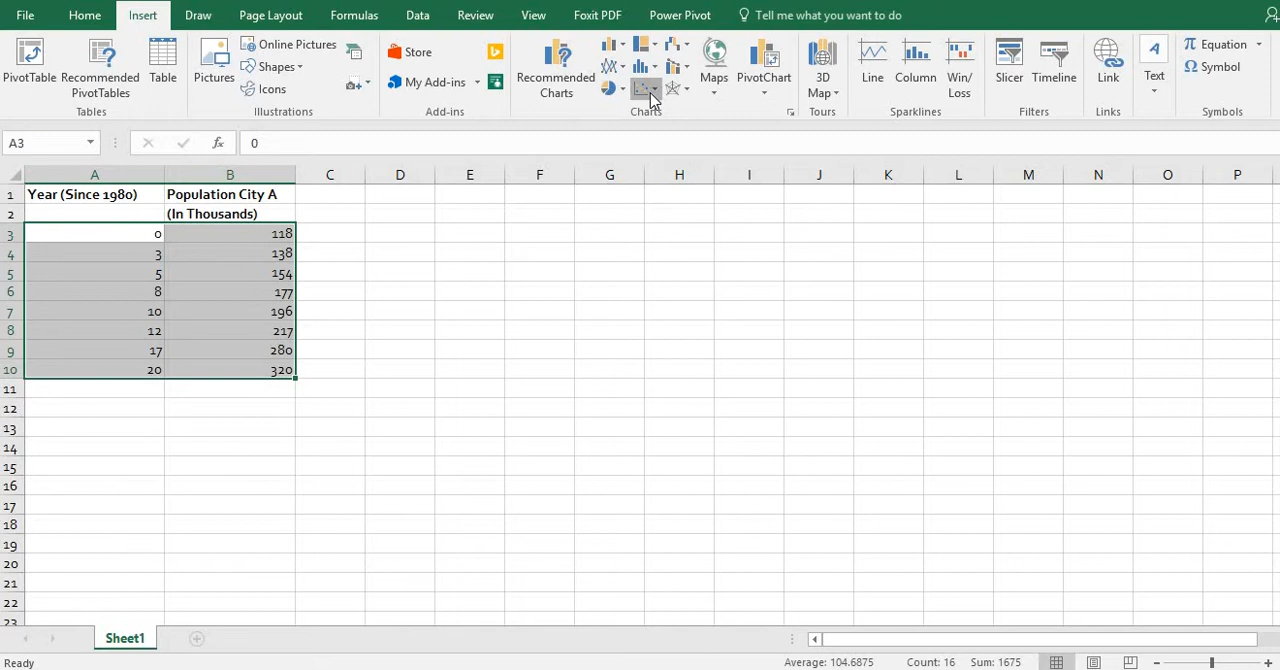 File Home Insert Draw Page Layout Formulas Data Review View Foxit PDF Power Pivot Tell me what you want to do
PivotTable Recommended PivotTables Table
Tables
Pictures Online Pictures Shapes Icons
Illustrations
Store My Add-ins
Add-ins
Recommended Charts Maps PivotChart
Charts
3D Map
Tours
Line Column Win/ Loss
Sparklines
Slicer Timeline
Filters
Link
Links
A
Text
Equation Symbol
Symbols
A3 fx 0
A B C D E F G H I J K L M N O P
1 Year (Since 1980) Population City A
2 (In Thousands)
3 0 118
4 3 138
5 5 154
6 8 177
7 10 196
8 12 217
9 17 280
10 20 320
11
12
13
14
15
16
17
18
19
20
21
22
23
Sheet1
Ready Average: 104.6875 Count: 16 Sum: 1675